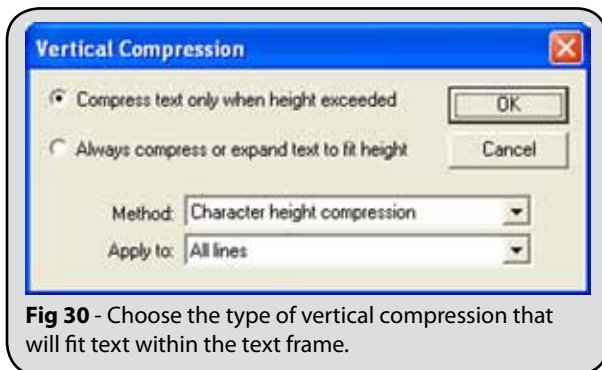 Vertical Compression
Compress text only when height exceeded
OK
Always compress or expand text to fit height
Cancel
Method: Character height compression
Apply to: All lines
Fig 30 - Choose the type of vertical compression that
will fit text within the text frame.